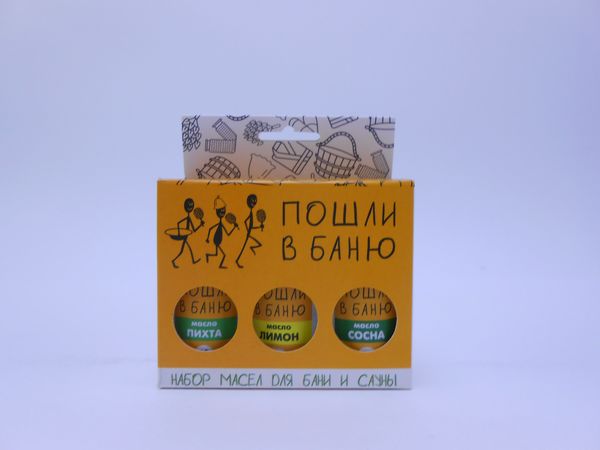 ПОШЛИ
В БАНЮ
ПОШЛИ
В БАНЮ
масло
ПИХТА
ПОШЛИ
В БАНЮ
масло
ЛИМОН
ПОШЛИ
В БАНЮ
масло
СОСНА
НАБОР МАСЕЛ ДЛЯ БАНИ И САУНЫ